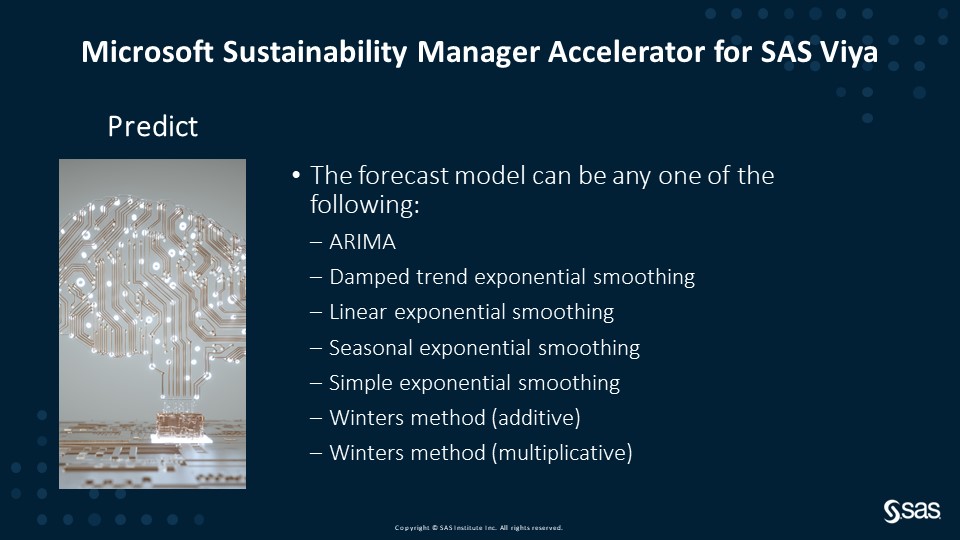 Microsoft Sustainability Manager Accelerator for SAS Viya
Predict
• The forecast model can be any one of the
following:
– ARIMA
– Damped trend exponential smoothing
– Linear exponential smoothing
– Seasonal exponential smoothing
– Simple exponential smoothing
– Winters method (additive)
– Winters method (multiplicative)
Copyright © SAS Institute Inc. All rights reserved.
sas